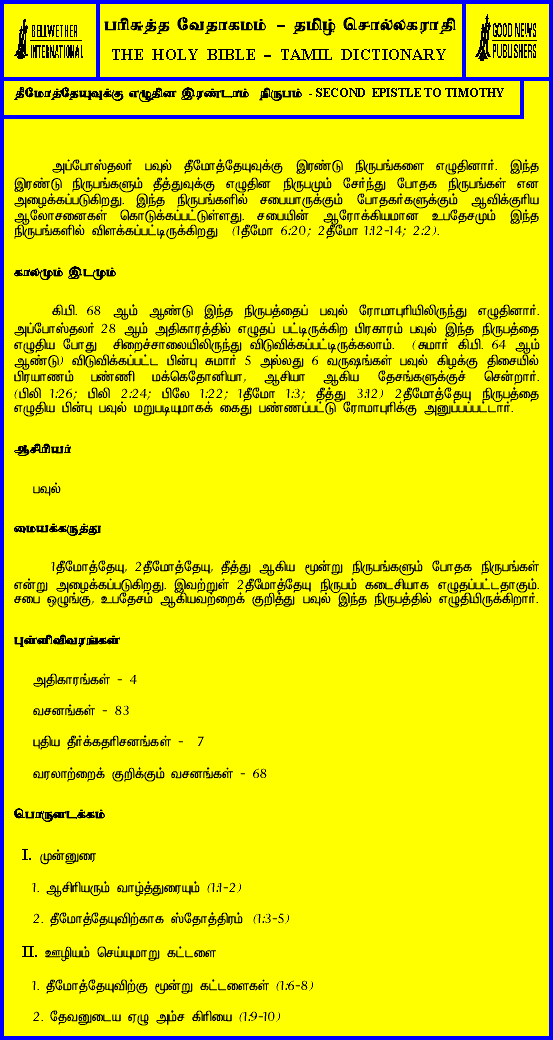 BELLWETHER
INTERNATIONAL
பரிசுத்த வேதாகமம் – தமிழ் சொல்லகராதி
THE HOLY BIBLE – TAMIL DICTIONARY
GOOD NEWS
PUBLISHERS
தீமோத்தேயுவுக்கு எழுதின இரண்டாம் நிருபம் - SECOND EPISTLE TO TIMOTHY
அப்போஸ்தலர் பவுல் தீமோத்தேயுவுக்கு இரண்டு நிருபங்களை எழுதினார். இந்த
இரண்டு நிருபங்களும் தீத்துவுக்கு எழுதின நிருபமும் சேர்ந்து போதக நிருபங்கள் என
அழைக்கப்படுகிறது. இந்த நிருபங்களில் சபையாருக்கும் போதகர்களுக்கும் ஆவிக்குரிய
ஆலோசனைகள் கொடுக்கப்பட்டுள்ளது. சபையின் ஆரோக்கியமான உபதேசமும் இந்த
நிருபங்களில் விளக்கப்பட்டிருக்கிறது (1தீமோ 6:20; 2தீமோ 1:12-14; 2:2).
காலமும் இடமும்
கி.பி. 68 ஆம் ஆண்டு இந்த நிருபத்தைப் பவுல் ரோமாபுரியிலிருந்து எழுதினார்.
அப்போஸ்தலர் 28 ஆம் அதிகாரத்தில் எழுதப் பட்டிருக்கிற பிரகாரம் பவுல் இந்த நிருபத்தை
எழுதிய போது சிறைச்சாலையிலிருந்து விடுவிக்கப்பட்டிருக்கலாம். (சுமார் கி.பி. 64 ஆம்
ஆண்டு) விடுவிக்கப்பட்ட பின்பு சுமார் 5 அல்லது 6 வருஷங்கள் பவுல் கிழக்கு திசையில்
பிரயாணம் பண்ணி மக்கெதோனியா, ஆசியா ஆகிய தேசங்களுக்குச் சென்றார்.
(பிலி 1:26; பிலி 2:24; பிலே 1:22; 1தீமோ 1:3; தீத்து 3:12) 2தீமோத்தேயு நிருபத்தை
எழுதிய பின்பு பவுல் மறுபடியுமாகக் கைது பண்ணப்பட்டு ரோமாபுரிக்கு அனுப்பப்பட்டார்.
ஆசிரியர்
பவுல்
மையக்கருத்து
1தீமோத்தேயு, 2தீமோத்தேயு, தீத்து ஆகிய மூன்று நிருபங்களும் போதக நிருபங்கள்
என்று அழைக்கப்படுகிறது. இவற்றுள் 2தீமோத்தேயு நிருபம் கடைசியாக எழுதப்பட்டதாகும்.
சபை ஒழுங்கு, உபதேசம் ஆகியவற்றைக் குறித்து பவுல் இந்த நிருபத்தில் எழுதியிருக்கிறார்.
புள்ளிவிவரங்கள்
அதிகாரங்கள் - 4
வசனங்கள் - 83
புதிய தீர்க்கதரிசனங்கள் - 7
வரலாற்றைக் குறிக்கும் வசனங்கள் - 68
பொருளடக்கம்
I. முன்னுரை
1. ஆசிரியரும் வாழ்த்துரையும் (1:1-2)
2. தீமோத்தேயுவிற்காக ஸ்தோத்திரம் (1:3-5)
II. ஊழியம் செய்யுமாறு கட்டளை
1. தீமோத்தேயுவிற்கு மூன்று கட்டளைகள் (1:6-8)
2. தேவனுடைய ஏழு அம்ச கிரியை (1:9-10)